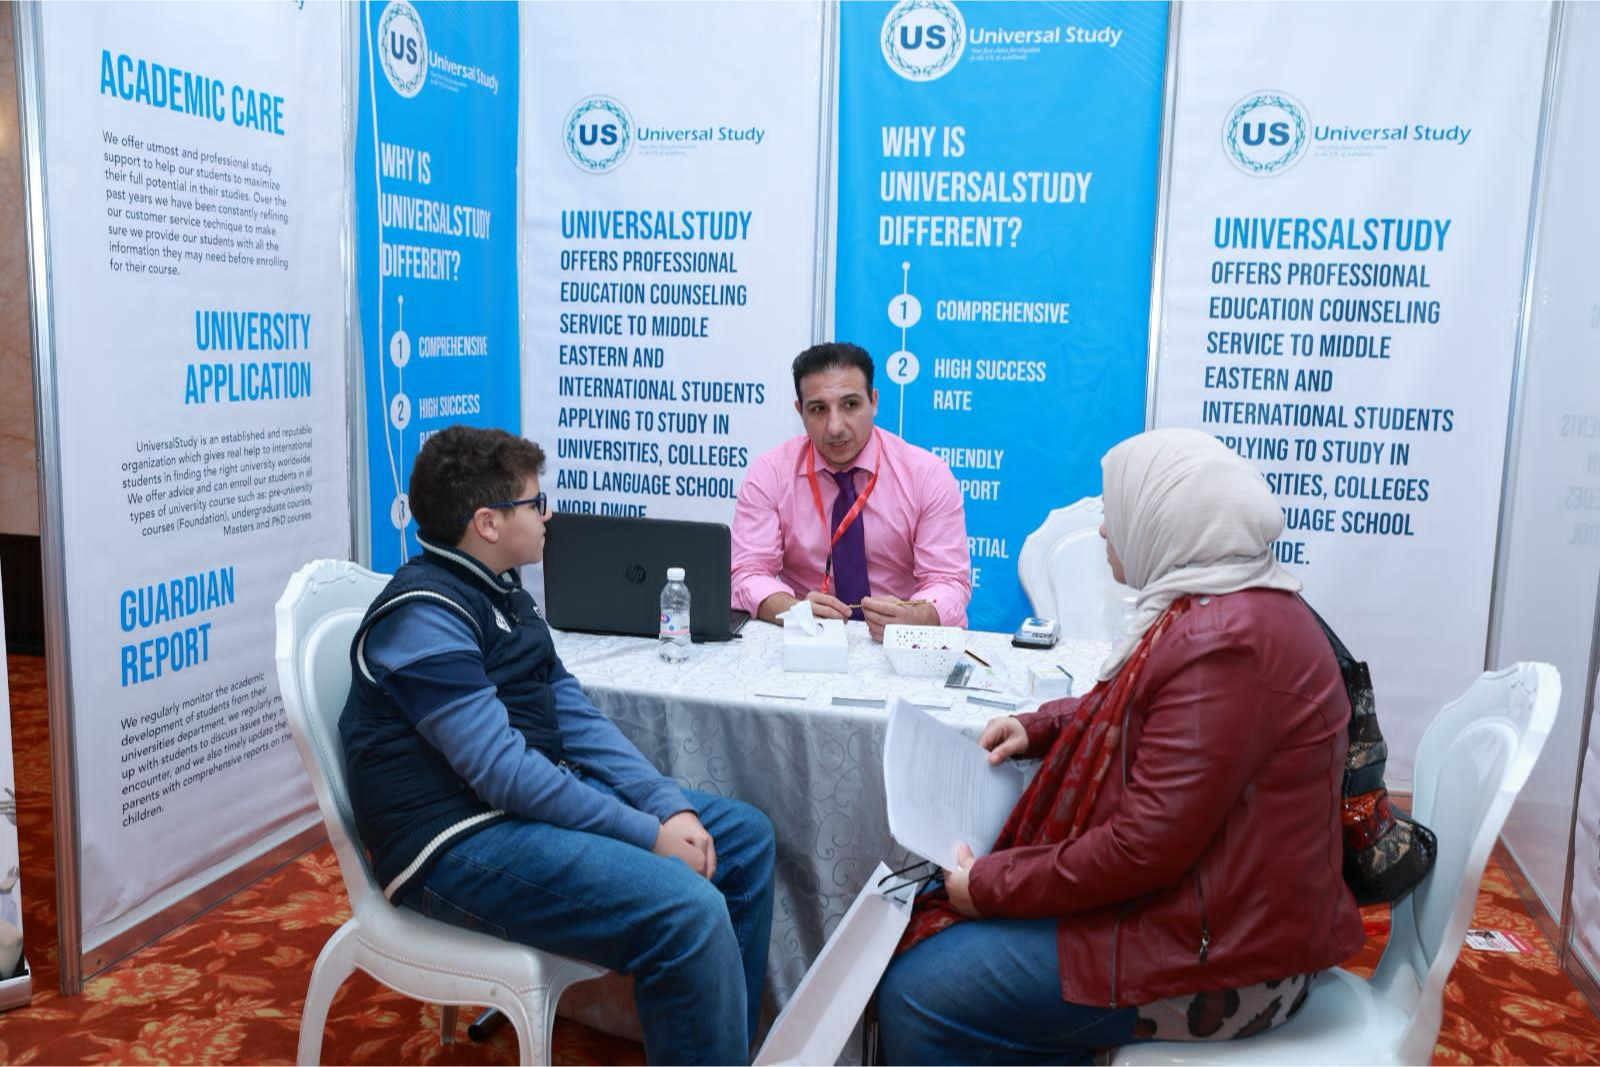 ACADEMIC CARE
We offer utmost and professional study
support to help our students to maximize
their full potential in their studies. Over the
past years we have been constantly refining
our customer service technique to make
sure we provide our students with all the
information they may need before enrolling
for their course.
UNIVERSITY
APPLICATION
UniversalStudy is an established and reputable
organization which gives real help to international
students in finding the right university worldwide.
We offer advice and can enroll our students in all
types of university course such as: pre-university
courses (Foundation), undergraduate courses,
Masters and PhD courses.
GUARDIAN
REPORT
We regularly monitor the academic
development of students from their
universities department, we regularly
up with students to discuss issues they
encounter, and we also timely update the
parents with comprehensive reports on
children.
US Universal Study
WHY IS
UNIVERSALSTUDY
DIFFERENT?
1 COMPREHENSIVE
2 HIGH SUCCESS
3
US Universal Study
UNIVERSALSTUDY
OFFERS PROFESSIONAL
EDUCATION COUNSELING
SERVICE TO MIDDLE
EASTERN AND
INTERNATIONAL STUDENTS
APPLYING TO STUDY IN
UNIVERSITIES, COLLEGES
AND LANGUAGE SCHOOL
WORLDWIDE
hp
US Universal Study
WHY IS
UNIVERSALSTUDY
DIFFERENT?
1 COMPREHENSIVE
2 HIGH SUCCESS
RATE
FRIENDLY
PPORT
RTIAL
E
US Universal Study
UNIVERSALSTUDY
OFFERS PROFESSIONAL
EDUCATION COUNSELING
SERVICE TO MIDDLE
EASTERN AND
INTERNATIONAL STUDENTS
PPLYING TO STUDY IN
SITIES, COLLEGES
UAGE SCHOOL
IDE.